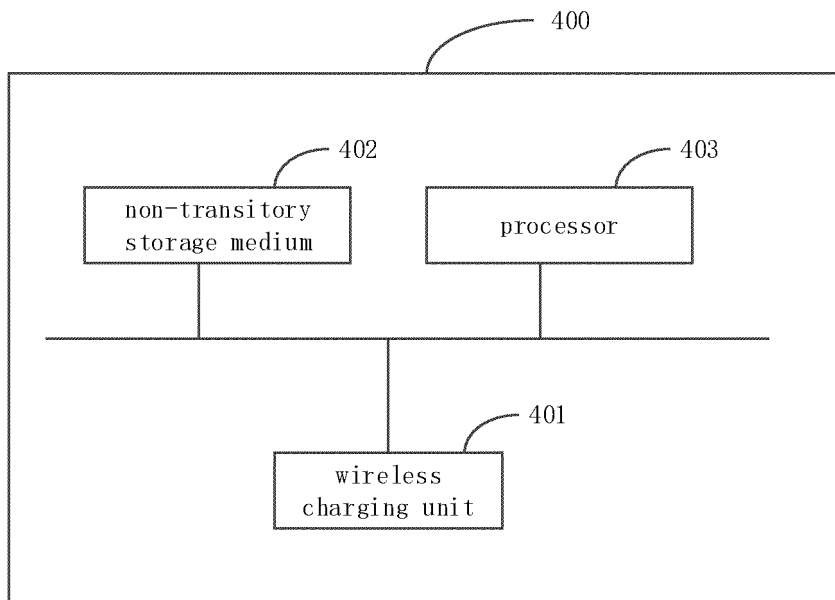 400
402
403
non-transitory
storage medium
processor
401
wireless
charging unit